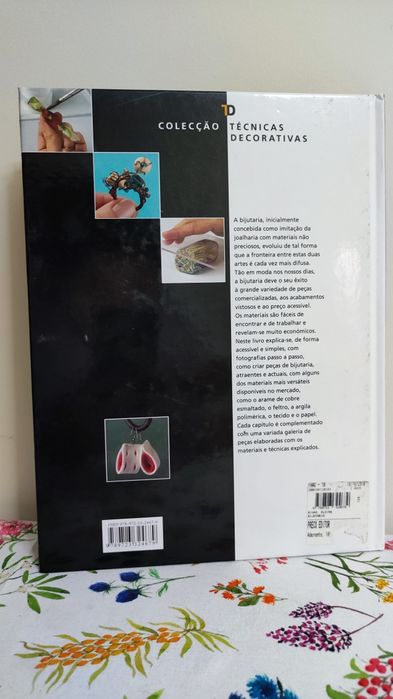 TD
COLECÇÃO TÉCNICAS
DECORATIVAS
A bijutaria, inicialmente
concebida como imitação da
joalharia com materiais não
preciosos, evoluiu de tal forma
que a fronteira entre estas duas
artes é cada vez mais difusa.
Tão em moda nos nossos dias,
a bijutaria deve o seu êxito
à grande variedade de peças
comercializadas, aos acabamentos
vistosos e ao preço acessível.
Os materiais são fáceis de
encontrar e de trabalhar e
revelam-se muito económicos.
Neste livro explica-se, de forma
acessível e simples, com
fotografias passo a passo,
como criar peças de bijutaria,
atraentes e actuais, com alguns
dos materiais mais versáteis
disponíveis no mercado,
como o arame de cobre
esmaltado, o feltro, a argila
polimérica, o tecido e o papel.
Cada capítulo é complementado
com uma variada galeria de
peças elaboradas com os
materiais e técnicas explicados.
PREÇO EDITOR